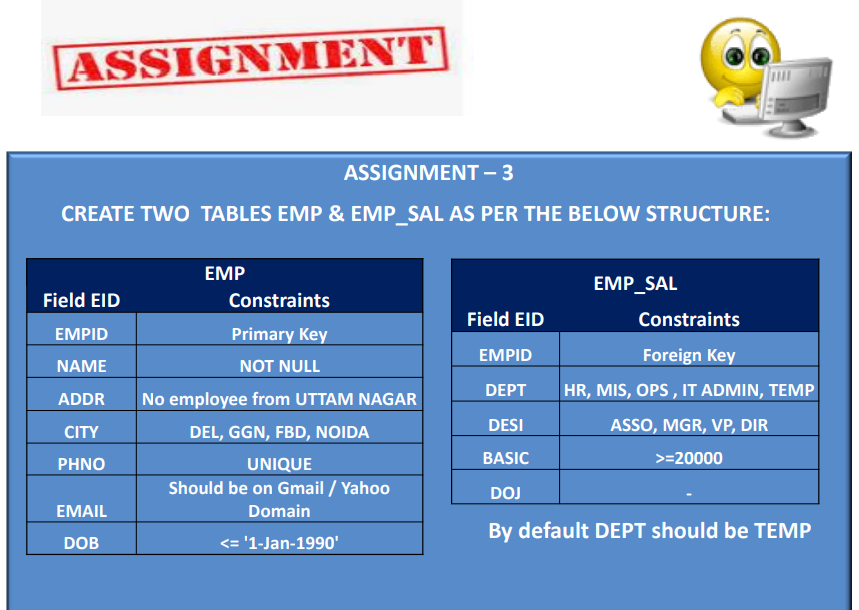 ASSIGNMENT
ASSIGNMENT – 3
CREATE TWO TABLES EMP & EMP_SAL AS PER THE BELOW STRUCTURE:
EMP
Field EID Constraints
EMPID Primary Key
NAME NOT NULL
ADDR No employee from UTTAM NAGAR
CITY DEL, GGN, FBD, NOIDA
PHNO UNIQUE
EMAIL Should be on Gmail / Yahoo
Domain
DOB <= '1-Jan-1990'
EMP_SAL
Field EID Constraints
EMPID Foreign Key
DEPT HR, MIS, OPS , IT ADMIN, TEMP
DESI ASSO, MGR, VP, DIR
BASIC >=20000
DOJ -
By default DEPT should be TEMP